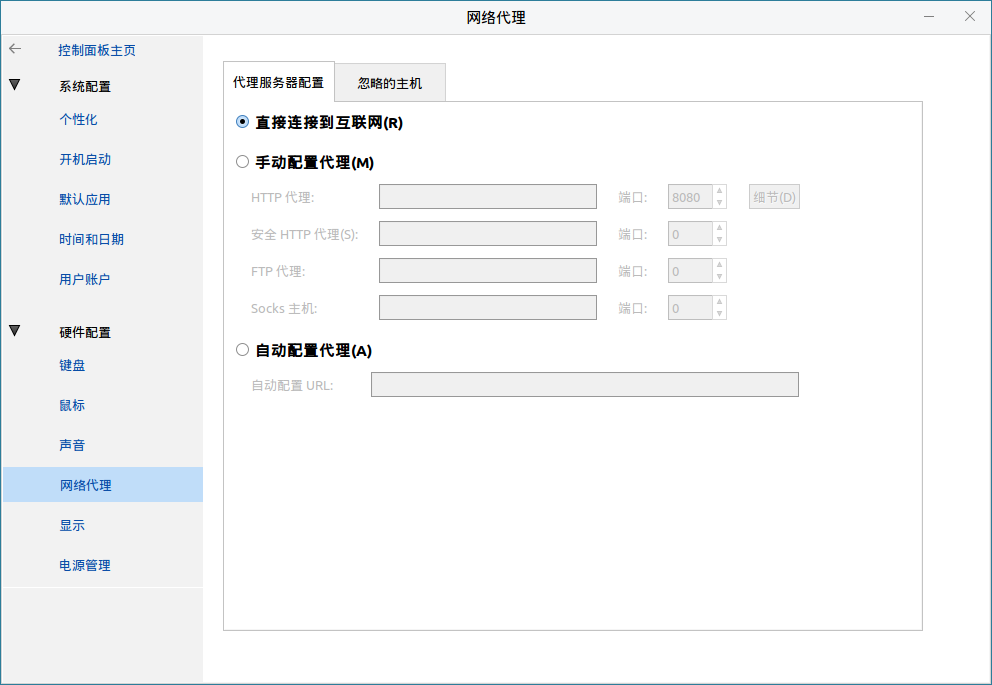 网络代理
控制面板主页
系统配置
个性化
开机启动
默认应用
时间和日期
用户账户
硬件配置
键盘
鼠标
声音
网络代理
显示
电源管理
代理服务器配置 忽略的主机
直接连接到互联网(R)
手动配置代理(M)
HTTP 代理: 端口: 8080 细节(D)
安全 HTTP 代理(S): 端口: 0
FTP 代理: 端口: 0
Socks 主机: 端口: 0
自动配置代理(A)
自动配置 URL: